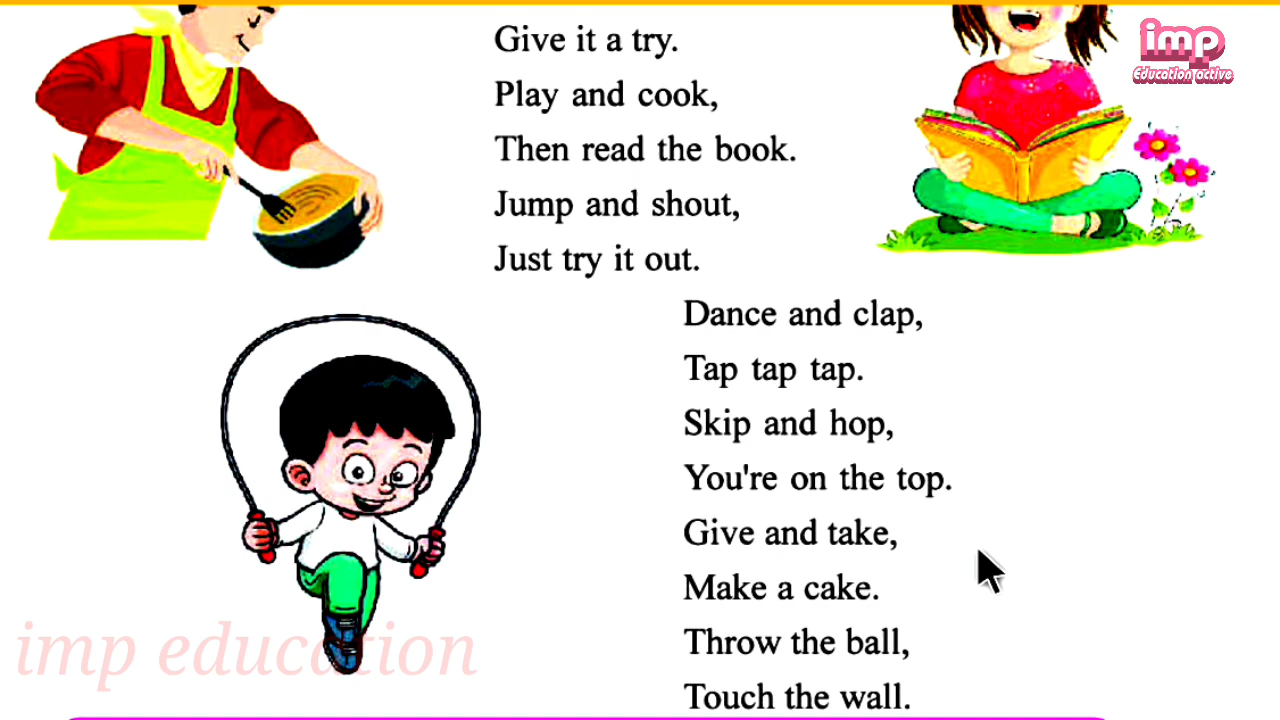 imp
Education active
Give it a try.
Play and cook,
Then read the book.
Jump and shout,
Just try it out.
Dance and clap,
Tap tap tap.
Skip and hop,
You're on the top.
Give and take,
Make a cake.
Throw the ball,
Touch the wall.
imp education